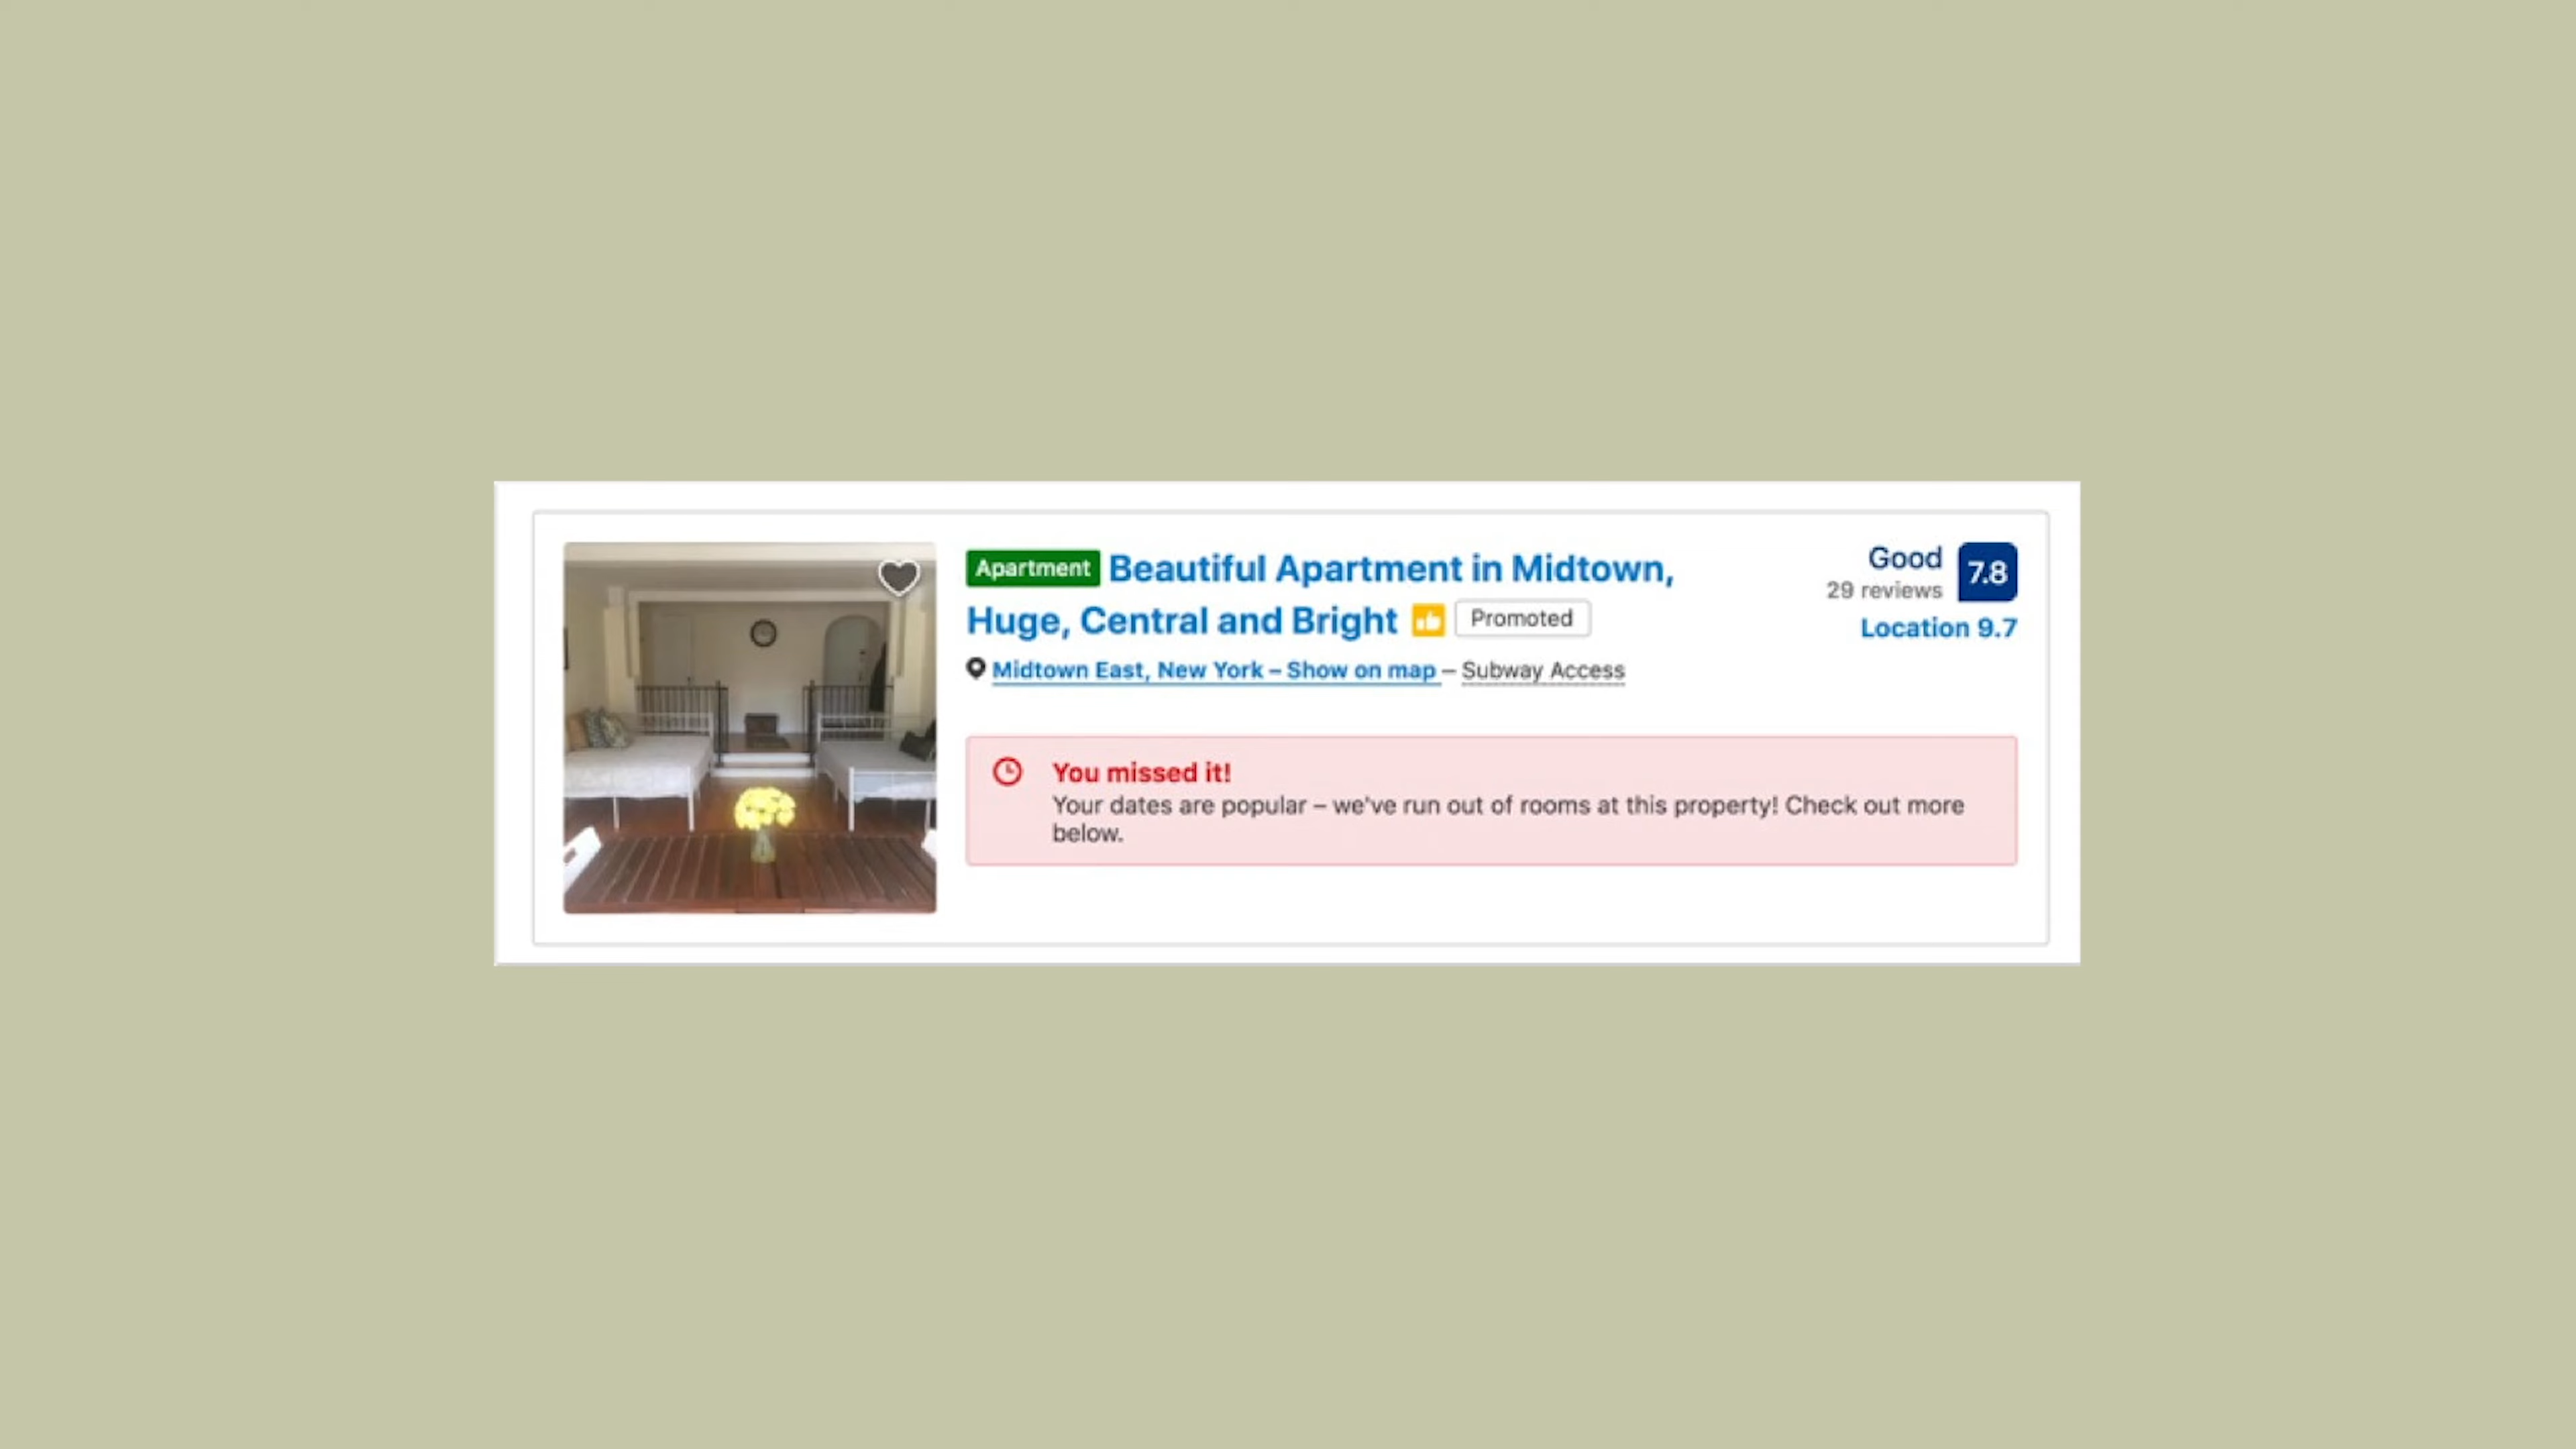 Apartment Beautiful Apartment in Midtown,
Huge, Central and Bright Promoted
Midtown East, New York – Show on map – Subway Access
Good
29 reviews
7.8
Location 9.7
You missed it!
Your dates are popular – we've run out of rooms at this property! Check out more
below.